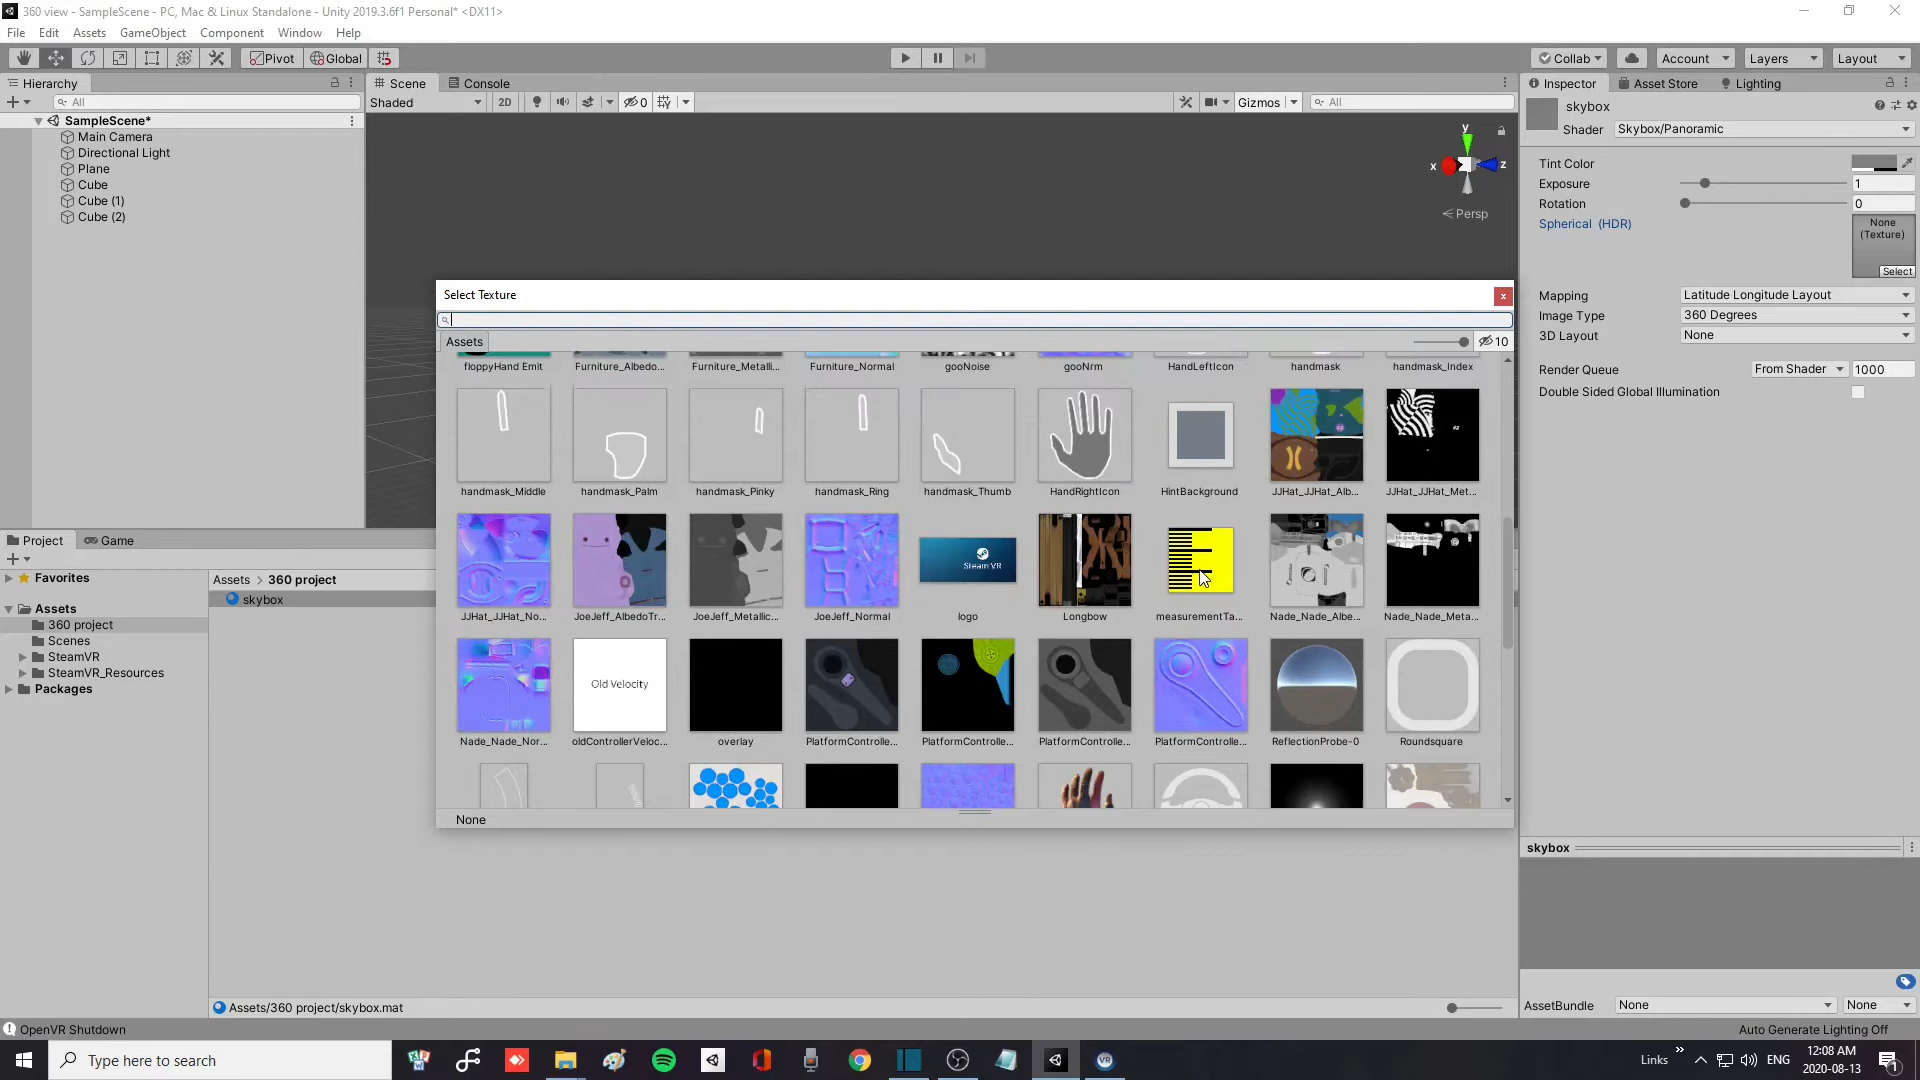 360 view - SampleScene - PC, Mac & Linux Standalone - Unity 2019.3.6f1 Personal* <DX11>
File Edit Assets GameObject Component Window Help
Pivot Global Collab Account Layers Layout
Hierarchy
All
SampleScene*
Main Camera
Directional Light
Plane
Cube
Cube (1)
Cube (2)
Scene Console
Shaded 2D 0 Gizmos All
y
x z
Persp
Inspector Asset Store Lighting
skybox
Shader Skybox/Panoramic
Tint Color
Exposure 1
Rotation 0
Spherical (HDR)
None
(Texture)
Select
Mapping Latitude Longitude Layout
Image Type 360 Degrees
3D Layout None
Render Queue From Shader 1000
Double Sided Global Illumination
Select Texture
Assets 10
floppyHand Emit Furniture_Albedo... Furniture_Metalli... Furniture_Normal gooNoise gooNrm HandLeftIcon handmask handmask_Index
handmask_Middle handmask_Palm handmask_Pinky handmask_Ring handmask_Thumb HandRightIcon HintBackground JJHat_JJHat_Alb... JJHat_JJHat_Met...
Steam VR
JJHat_JJHat_No... JoeJeff_AlbedoTr... JoeJeff_Metallic... JoeJeff_Normal logo Longbow measurementTa... Nade_Nade_Albe... Nade_Nade_Meta...
Old Velocity
Nade_Nade_Nor... oldControllerVeloc... overlay PlatformControlle... PlatformControlle... PlatformControlle... PlatformControlle... ReflectionProbe-0 Roundsquare
None
Project Game
Favorites
Assets
360 project
Scenes
SteamVR
SteamVR_Resources
Packages
Assets > 360 project
skybox
Assets/360 project/skybox.mat
skybox
AssetBundle None None
OpenVR Shutdown
Auto Generate Lighting Off
Type here to search
VR
Links » ENG 12:08 AM
2020-08-13
1